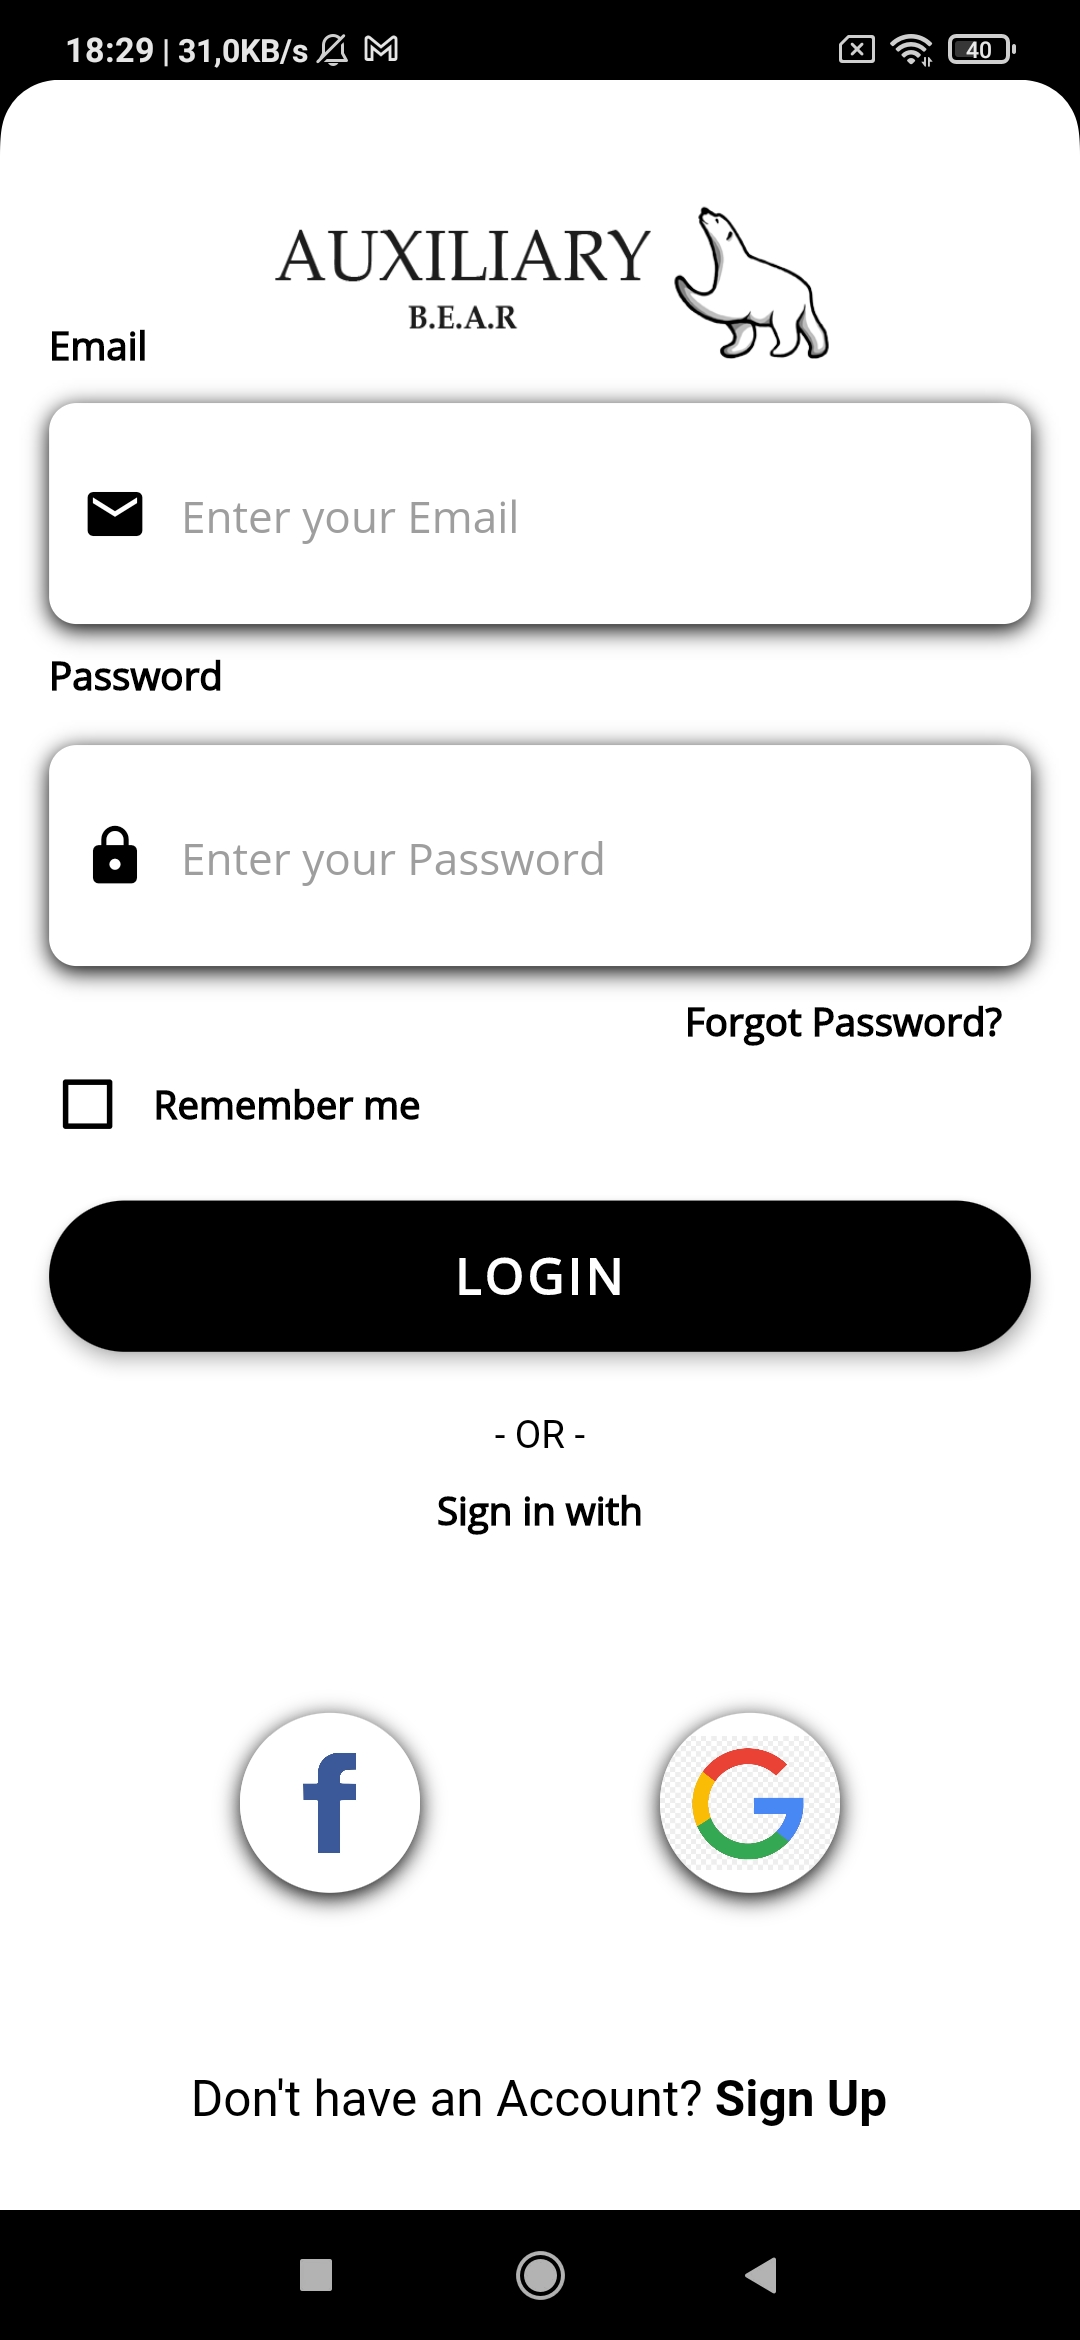 18:29 | 31,0KB/s
40
AUXILIARY
B.E.A.R
Email
Enter your Email
Password
Enter your Password
Forgot Password?
Remember me
LOGIN
- OR -
Sign in with
Don't have an Account? Sign Up